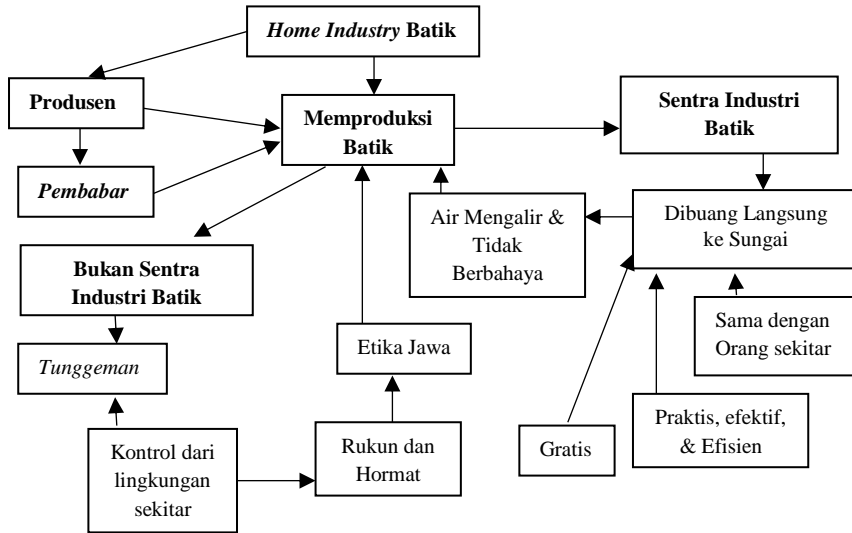 Home Industry Batik
Produsen
Memproduksi
Batik
Sentra Industri
Batik
Pembabar
Air Mengalir &
Tidak
Berbahaya
Dibuang Langsung
ke Sungai
Bukan Sentra
Industri Batik
Sama dengan
Orang sekitar
Etika Jawa
Tunggeman
Kontrol dari
lingkungan
sekitar
Rukun dan
Hormat
Gratis
Praktis, efektif,
& Efisien